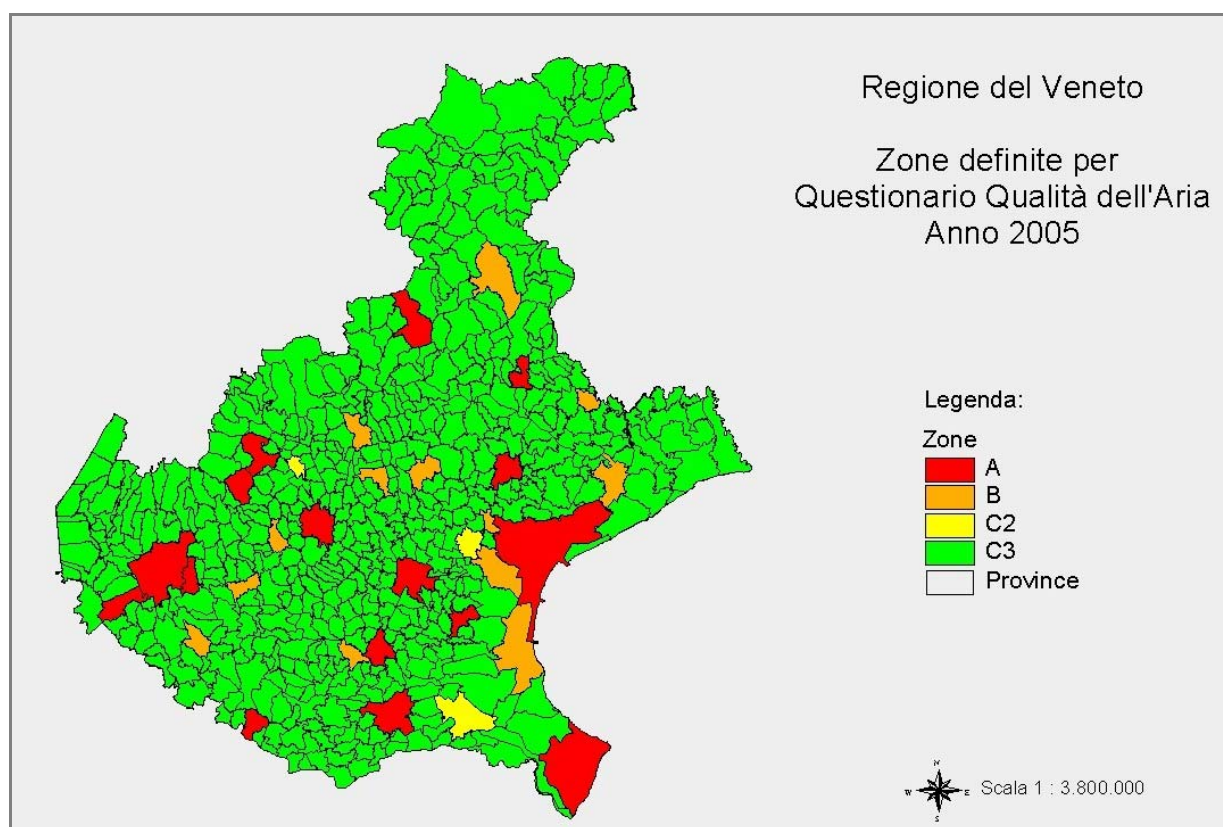 Regione del Veneto
Zone definite per
Questionario Qualità dell'Aria
Anno 2005
Legenda:
Zone
A
B
C2
C3
Province
N
W E
S
Scala 1 : 3.800.000